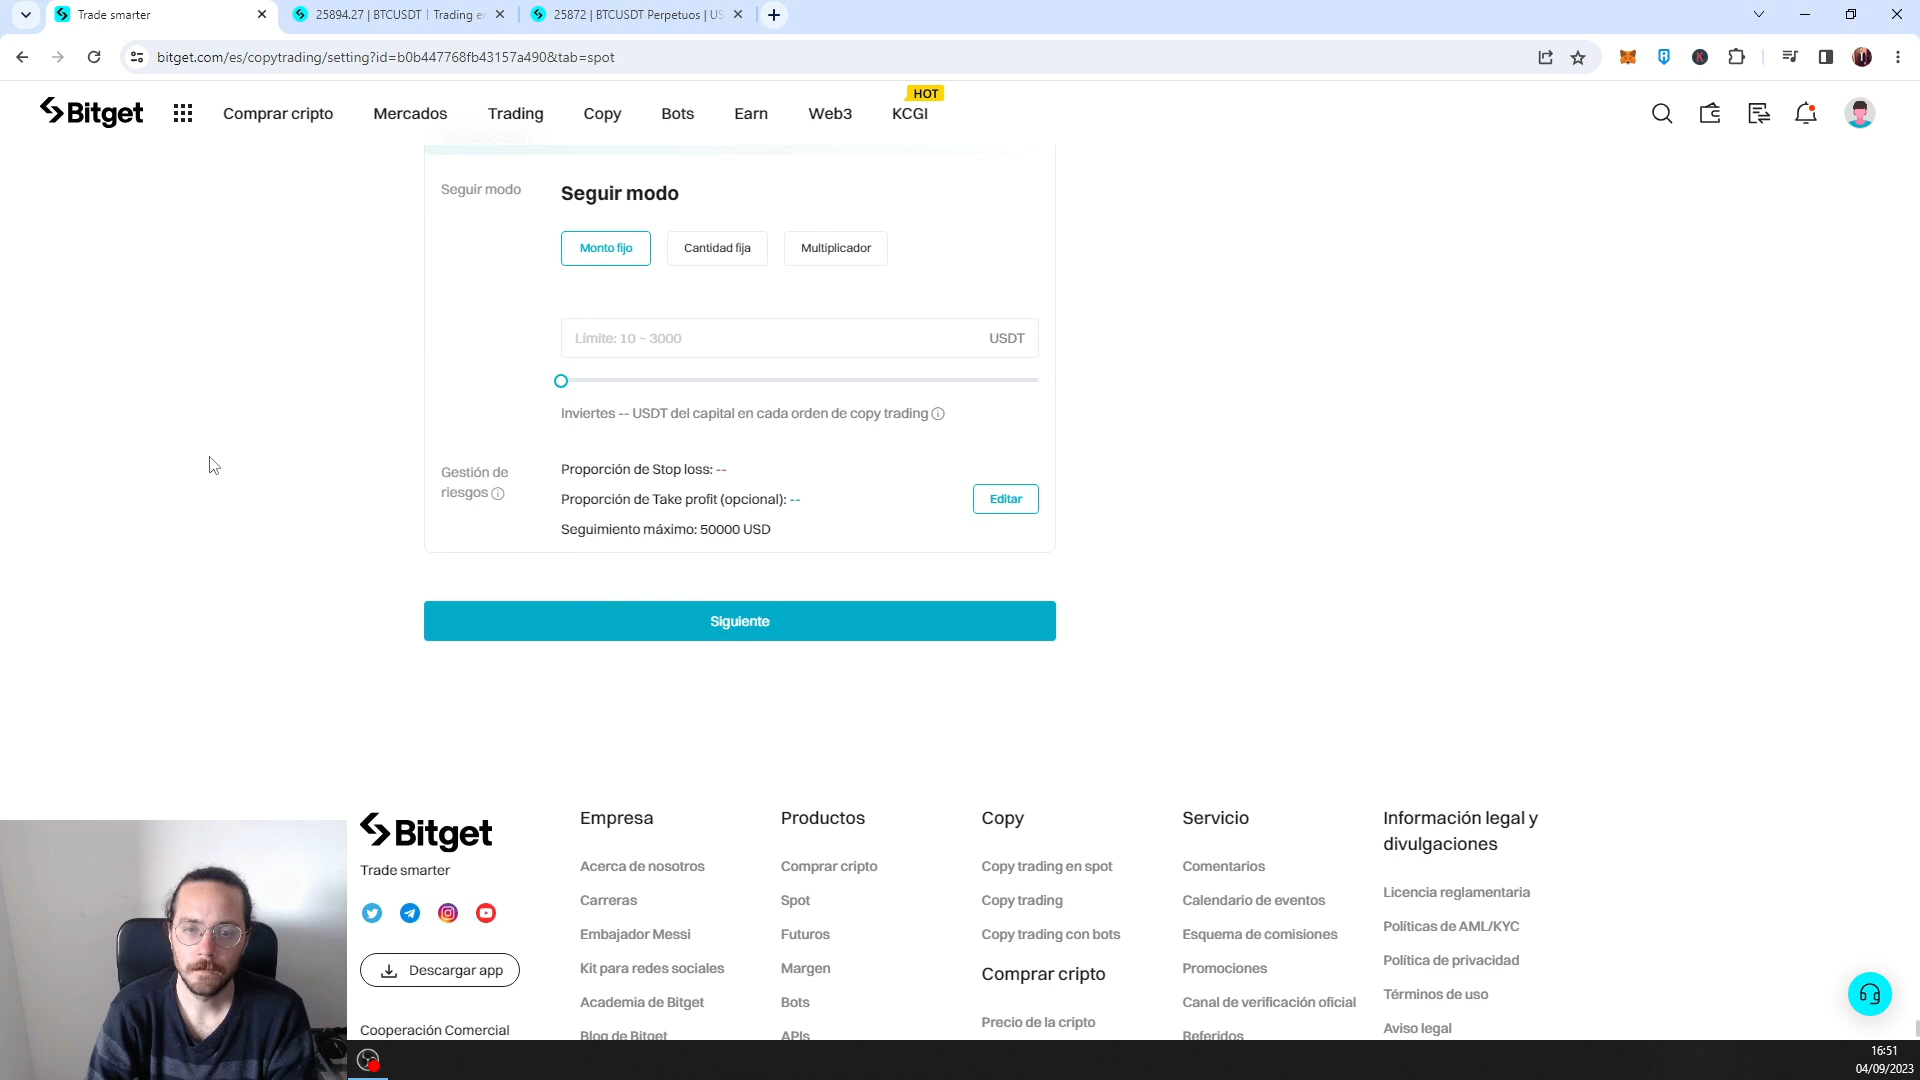 Trade smarter
25894.27 | BTCUSDT | Trading e
25872 | BTCUSDT Perpetuos | US
bitget.com/es/copytrading/setting?id=b0b447768fb43157a490&tab=spot
Bitget
Comprar cripto
Mercados
Trading
Copy
Bots
Earn
Web3
KCGI
HOT
Seguir modo
Seguir modo
Monto fijo
Cantidad fija
Multiplicador
Límite: 10 ~ 3000
USDT
Inviertes -- USDT del capital en cada orden de copy trading
Gestión de
riesgos
Proporción de Stop loss: --
Proporción de Take profit (opcional): --
Seguimiento máximo: 50000 USD
Editar
Siguiente
Bitget
Trade smarter
Descargar app
Cooperación Comercial
Empresa
Acerca de nosotros
Carreras
Embajador Messi
Kit para redes sociales
Academia de Bitget
Blog de Bitget
Productos
Comprar cripto
Spot
Futuros
Margen
Bots
APIs
Copy
Copy trading en spot
Copy trading
Copy trading con bots
Comprar cripto
Precio de la cripto
Servicio
Comentarios
Calendario de eventos
Esquema de comisiones
Promociones
Canal de verificación oficial
Referidos
Información legal y
divulgaciones
Licencia reglamentaria
Políticas de AML/KYC
Política de privacidad
Términos de uso
Aviso legal
16:51
04/09/2023